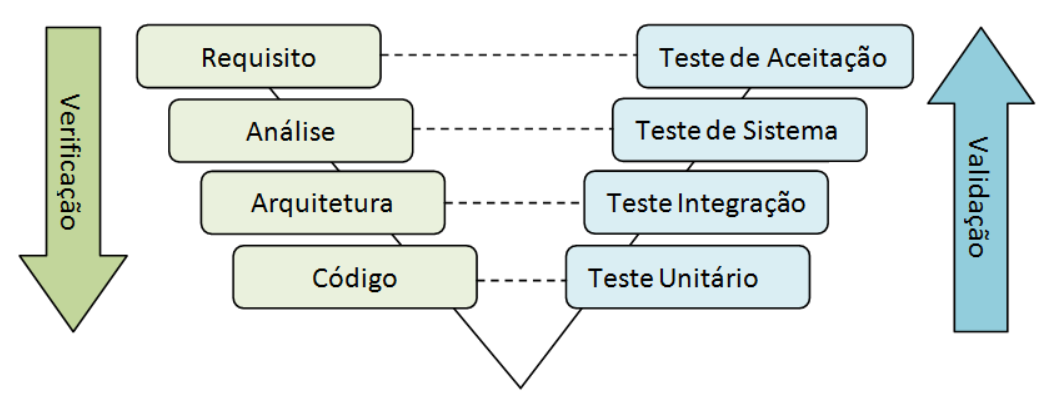 Verificação
Requisito
Teste de Aceitação
Análise
Teste de Sistema
Arquitetura
Teste Integração
Código
Teste Unitário
Validação